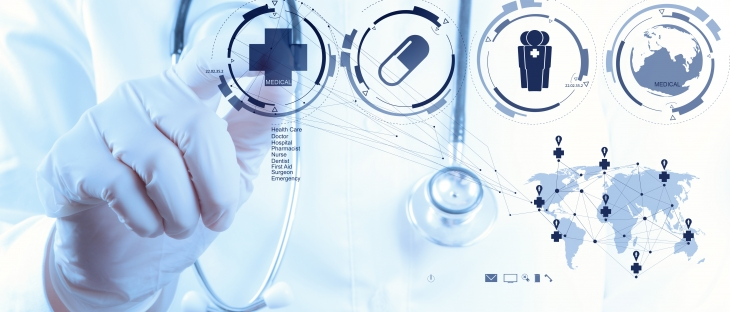 MEDICAL
MEDICAL
Health Care
Doctor
Hospital
Pharmacist
Nurse
Dentist
First Aid
Surgeon
Emergency